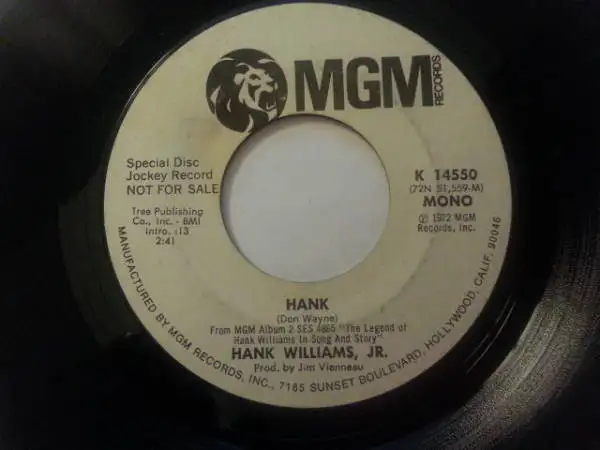 MGM
RECORDS
Special Disc
Jockey Record
NOT FOR SALE
Tree Publishing
Co., Inc. - BMI
Intro. :13
2:41
K 14550
(72N 51,559-M)
MONO
Ⓟ 1972 MGM
Records, Inc.
HANK
(Don Wayne)
From MGM Album 2 SES 4865 "The Legend of
Hank Williams In Song And Story"
HANK WILLIAMS, JR.
Prod. by Jim Vienneau
MANUFACTURED BY MGM RECORDS, INC., 7165 SUNSET BOULEVARD, HOLLYWOOD, CALIF. 90046